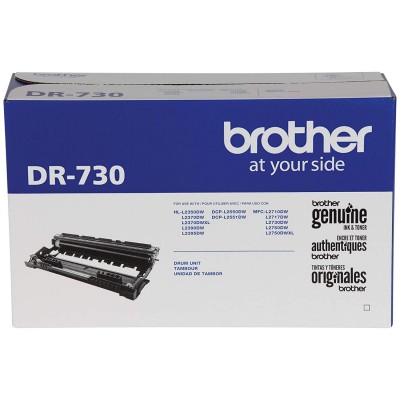 DR-730
brother
at your side
DR-730
FOR USE WITH / POUR UTILISER AVEC / PARA USO CON
HL-L2350DW DCP-L2550DW MFC-L2710DW
L2370DW DCP-L2551DW L2717DW
L2370DWXL L2730DW
L2390DW L2750DW
L2395DW L2750DWXL
brother
genuine
INK & TONER
ENCRE ET TONER
authentiques
brother
TINTAS Y TÓNERES
originales
brother
DRUM UNIT
TAMBOUR
UNIDAD DE TAMBOR